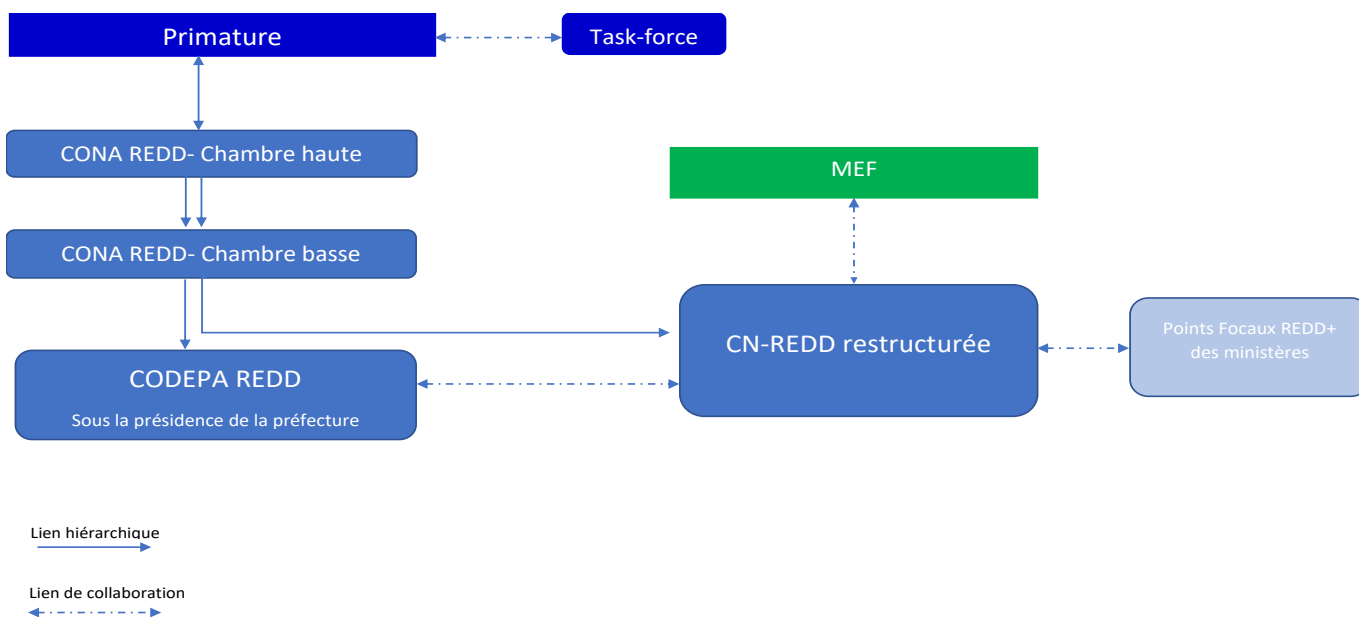 Primature
Task-force
CONA REDD- Chambre haute
MEF
CONA REDD- Chambre basse
CN-REDD restructurée
Points Focaux REDD+
des ministères
CODEPA REDD
Sous la présidence de la préfecture
Lien hiérarchique
Lien de collaboration